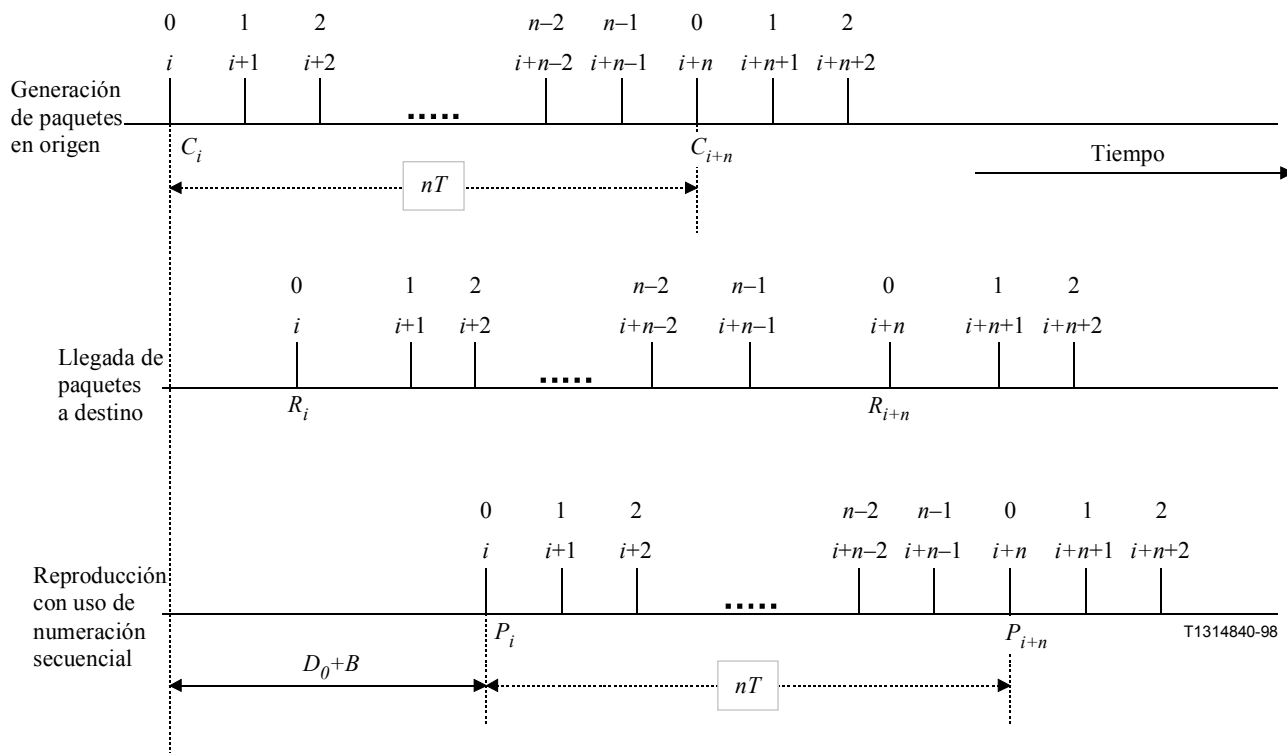 0 1 2 n–2 n–1 0 1 2
i i+1 i+2 i+n–2 i+n–1 i+n i+n+1 i+n+2
Generación
de paquetes
en origen
.....
C_i C_{i+n}
Tiempo
nT
0 1 2 n–2 n–1 0 1 2
i i+1 i+2 i+n–2 i+n–1 i+n i+n+1 i+n+2
Llegada de
paquetes
a destino
.....
R_i R_{i+n}
0 1 2 n–2 n–1 0 1 2
i i+1 i+2 i+n–2 i+n–1 i+n i+n+1 i+n+2
Reproducción
con uso de
numeración
secuencial
.....
P_i P_{i+n}
T1314840-98
D_0+B
nT